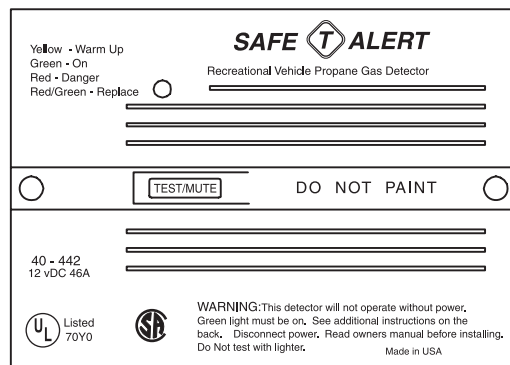 Yellow - Warm Up
Green - On
Red - Danger
Red/Green - Replace
SAFE T ALERT
Recreational Vehicle Propane Gas Detector
TEST/MUTE
DO NOT PAINT
40 - 442
12 vDC 46A
UL Listed
70Y0
SA
WARNING:This detector will not operate without power.
Green light must be on. See additional instructions on the
back. Disconnect power. Read owners manual before installing.
Do Not test with lighter.
Made in USA